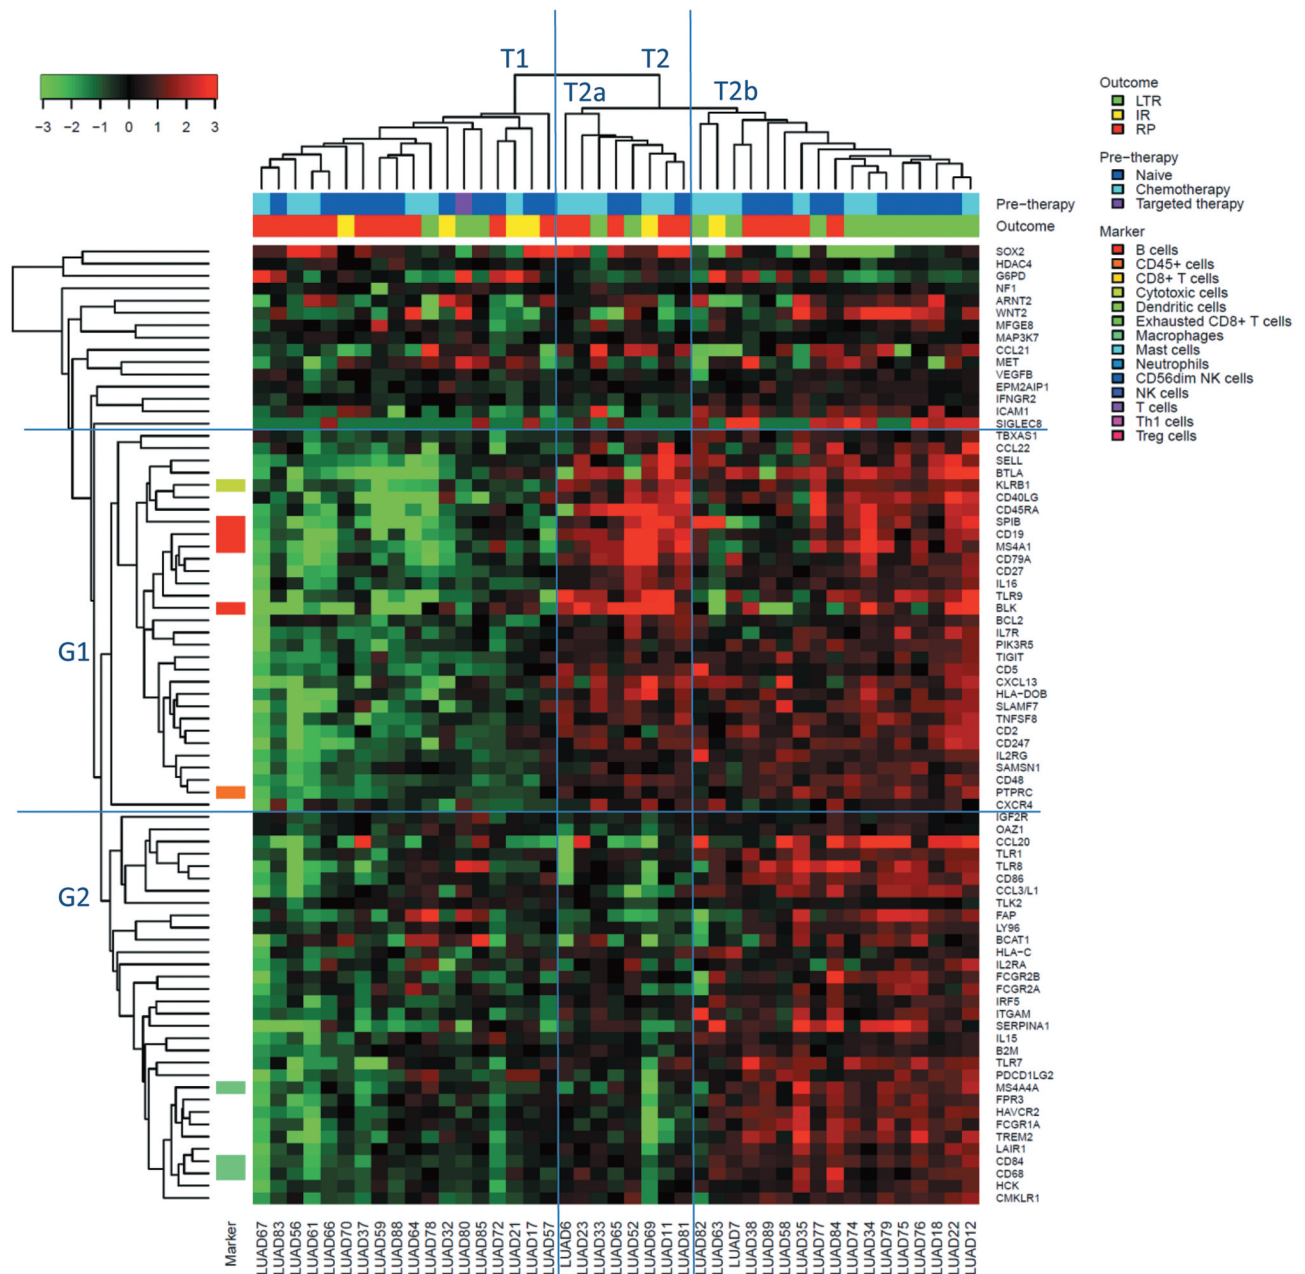 T1
T2
T2a
T2b
−3 −2 −1 0 1 2 3
Outcome
LTR
IR
RP
Pre−therapy
Naive
Chemotherapy
Targeted therapy
Marker
B cells
CD45+ cells
CD8+ T cells
Cytotoxic cells
Dendritic cells
Exhausted CD8+ T cells
Macrophages
Mast cells
Neutrophils
CD56dim NK cells
NK cells
T cells
Th1 cells
Treg cells
Pre−therapy
Outcome
SOX2
HDAC4
G6PD
NF1
ARNT2
WNT2
MFGE8
MAP3K7
CCL21
MET
VEGFB
EPM2AIP1
IFNGR2
ICAM1
SIGLEC8
TBXAS1
CCL22
SELL
BTLA
KLRB1
CD40LG
CD45RA
SPIB
CD19
MS4A1
CD79A
CD27
IL16
TLR9
BLK
BCL2
IL7R
PIK3R5
TIGIT
CD5
CXCL13
HLA−DOB
SLAMF7
TNFSF8
CD2
CD247
IL2RG
SAMSN1
CD48
PTPRC
CXCR4
G1
IGF2R
OAZ1
CCL20
TLR1
TLR8
CD86
CCL3/L1
TLK2
FAP
LY96
BCAT1
HLA−C
IL2RA
FCGR2B
FCGR2A
IRF5
ITGAM
SERPINA1
IL15
B2M
TLR7
PDCD1LG2
MS4A4A
FPR3
HAVCR2
FCGR1A
TREM2
LAIR1
CD84
CD68
HCK
CMKLR1
G2
Marker
LUAD67
LUAD83
LUAD56
LUAD61
LUAD66
LUAD70
LUAD37
LUAD59
LUAD88
LUAD64
LUAD78
LUAD32
LUAD80
LUAD85
LUAD72
LUAD21
LUAD17
LUAD57
LUAD6
LUAD23
LUAD33
LUAD65
LUAD52
LUAD69
LUAD11
LUAD81
LUAD82
LUAD63
LUAD7
LUAD38
LUAD89
LUAD58
LUAD35
LUAD77
LUAD84
LUAD74
LUAD34
LUAD79
LUAD75
LUAD76
LUAD18
LUAD22
LUAD12